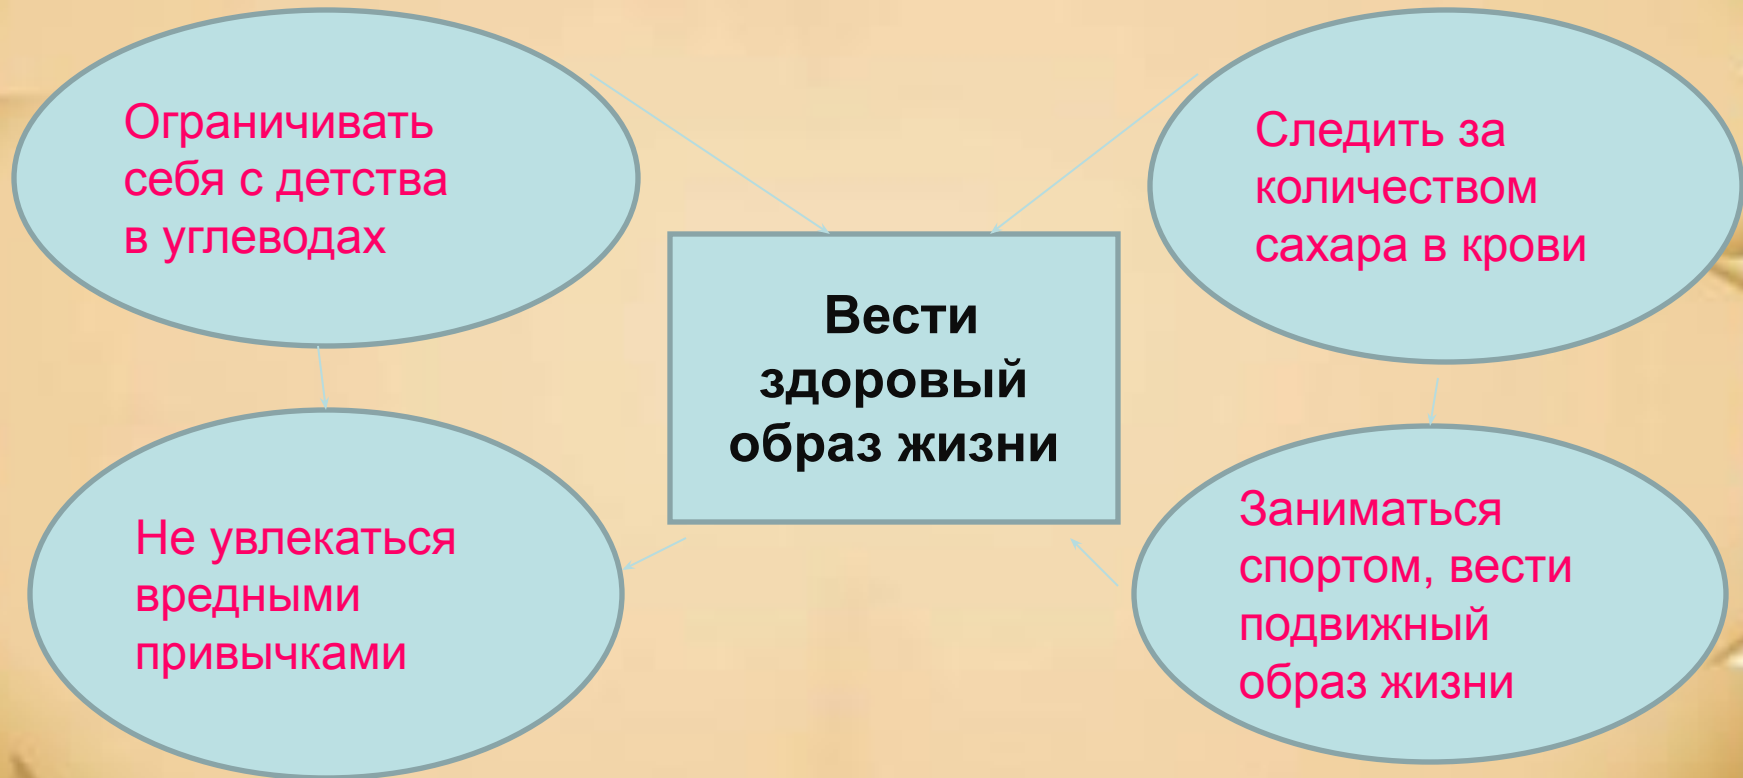 Ограничивать
себя с детства
в углеводах
Следить за
количеством
сахара в крови
Вести
здоровый
образ жизни
Не увлекаться
вредными
привычками
Заниматься
спортом, вести
подвижный
образ жизни